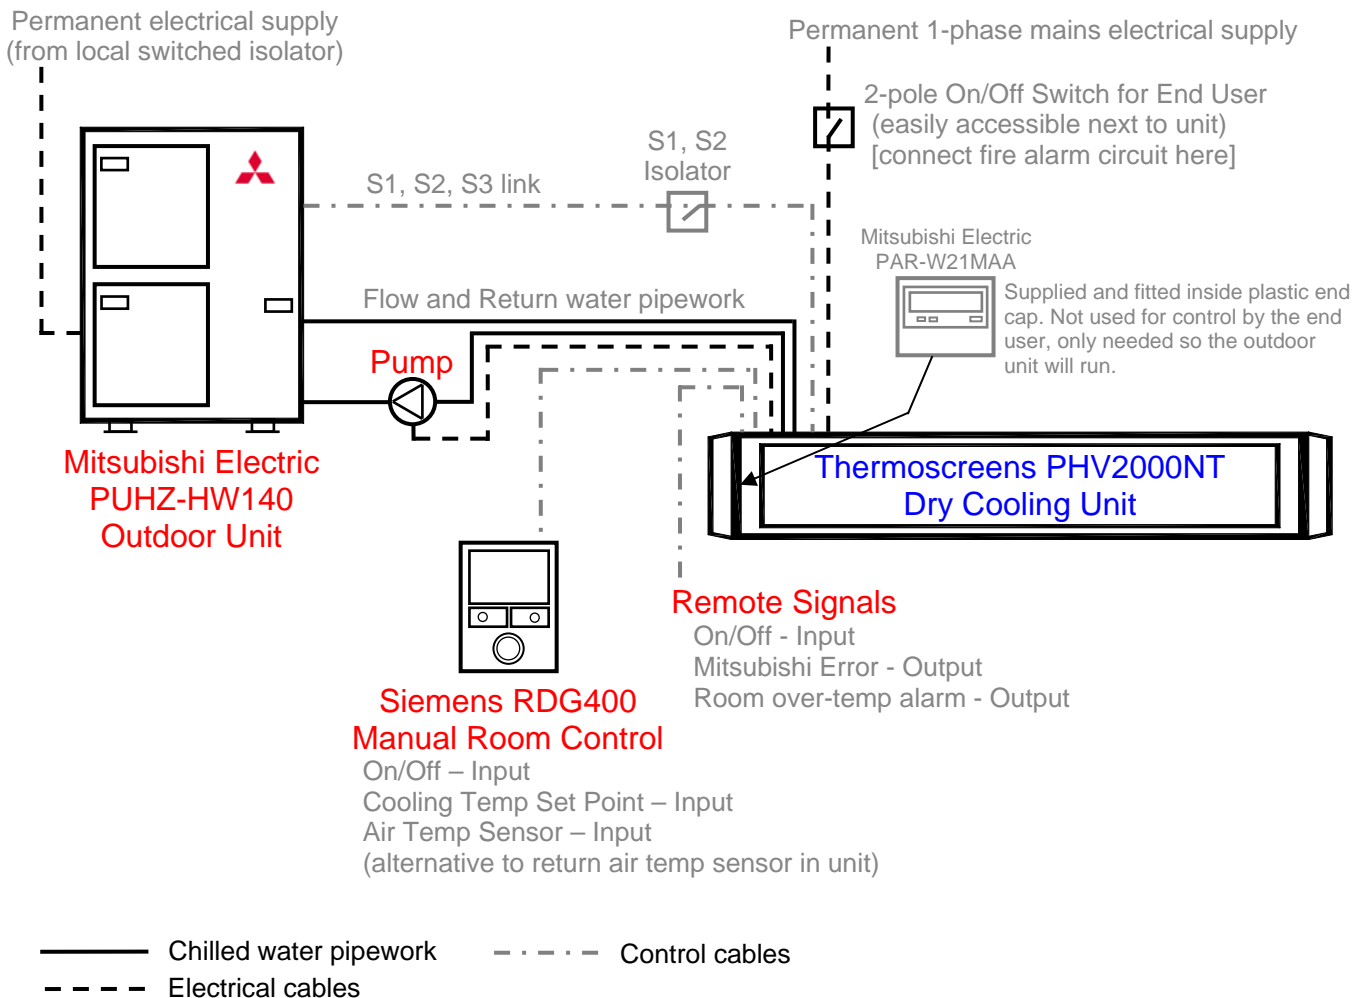 Permanent electrical supply
(from local switched isolator)
Permanent 1-phase mains electrical supply
2-pole On/Off Switch for End User
(easily accessible next to unit)
[connect fire alarm circuit here]
S1, S2
Isolator
S1, S2, S3 link
Mitsubishi Electric
PAR-W21MAA
Supplied and fitted inside plastic end
cap. Not used for control by the end
user, only needed so the outdoor
unit will run.
Flow and Return water pipework
Pump
Mitsubishi Electric
PUHZ-HW140
Outdoor Unit
Thermoscreens PHV2000NT
Dry Cooling Unit
Remote Signals
On/Off - Input
Mitsubishi Error - Output
Room over-temp alarm - Output
Siemens RDG400
Manual Room Control
On/Off – Input
Cooling Temp Set Point – Input
Air Temp Sensor – Input
(alternative to return air temp sensor in unit)
Chilled water pipework
Control cables
Electrical cables